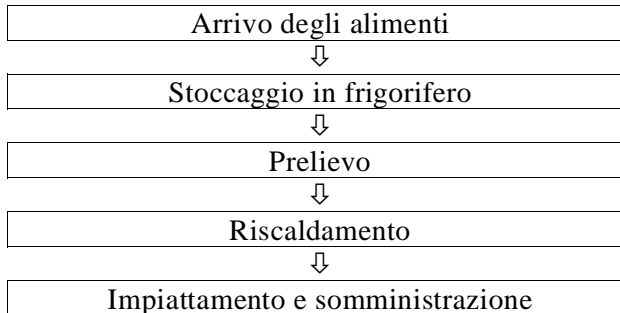 Arrivo degli alimenti
⇩
Stoccaggio in frigorifero
⇩
Prelievo
⇩
Riscaldamento
⇩
Impiattamento e somministrazione